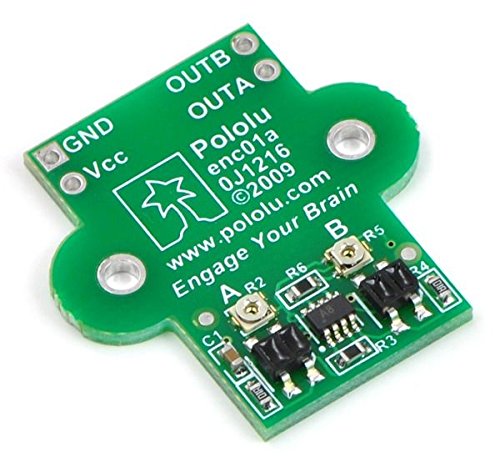 OUTB
OUTA
GND
Vcc
Pololu
enc01a
0J1216
©2009
www.pololu.com
Engage Your Brain
A
R2
R6
B
R5
R4
C1
A8
R3